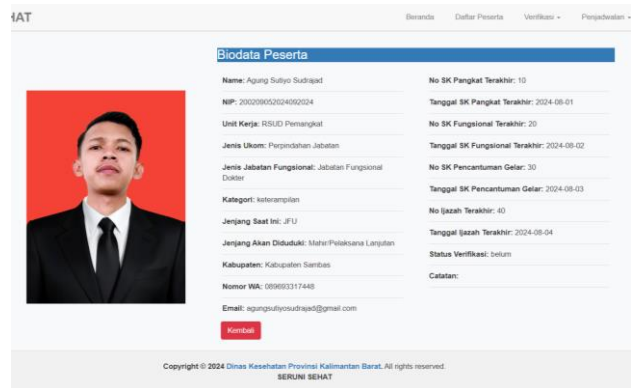 HAT
Beranda Daftar Peserta Verifikasi Penjadwalan
Biodata Peserta
Name: Agung Sutiyo Sudrajad
NIP: 200209052024092024
Unit Kerja: RSUD Pemangkat
Jenis Ukom: Perpindahan Jabatan
Jenis Jabatan Fungsional: Jabatan Fungsional
Dokter
Kategori: keterampilan
Jenjang Saat Ini: JFU
Jenjang Akan Diduduki: Mahir/Pelaksana Lanjutan
Kabupaten: Kabupaten Sambas
Nomor WA: 089693317448
Email: agungsutiyosudrajad@gmail.com
Kembali
No SK Pangkat Terakhir: 10
Tanggal SK Pangkat Terakhir: 2024-08-01
No SK Fungsional Terakhir: 20
Tanggal SK Fungsional Terakhir: 2024-08-02
No SK Pencantuman Gelar: 30
Tanggal SK Pencantuman Gelar: 2024-08-03
No Ijazah Terakhir: 40
Tanggal Ijazah Terakhir: 2024-08-04
Status Verifikasi: belum
Catatan:
Copyright © 2024 Dinas Kesehatan Provinsi Kalimantan Barat. All rights reserved.
SERUNI SEHAT